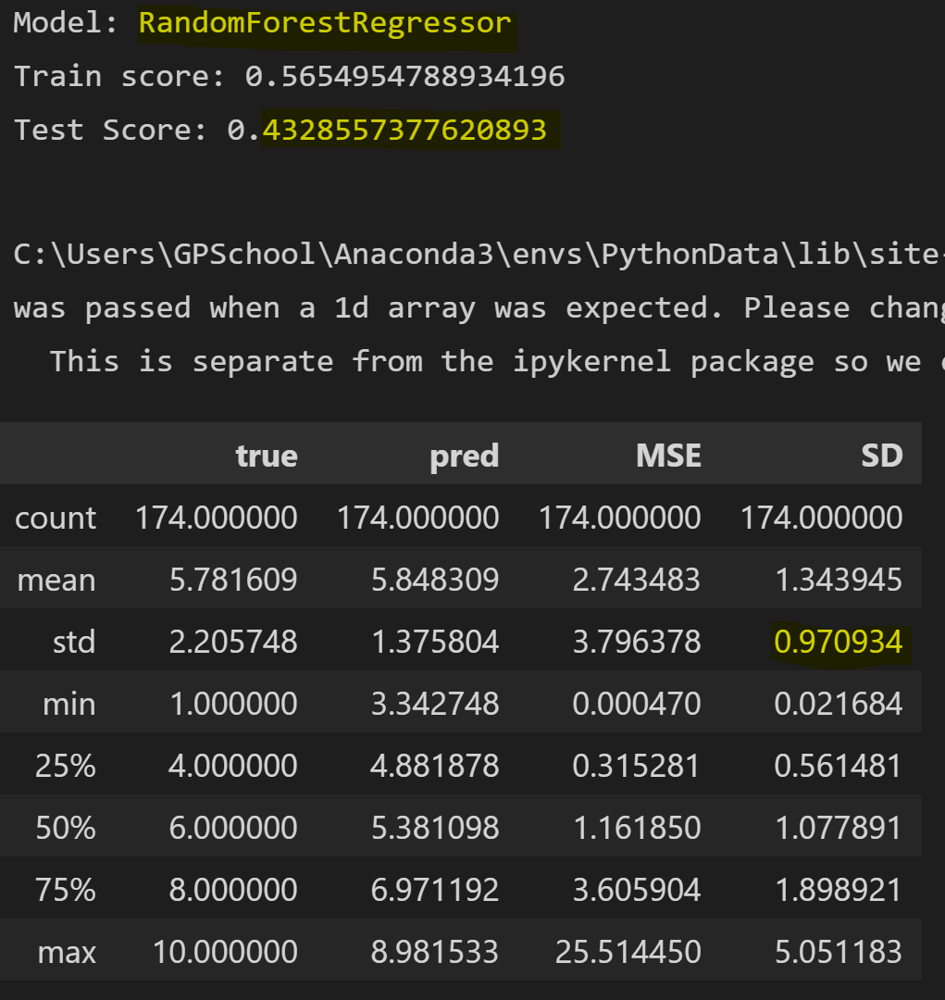 Model: RandomForestRegressor
Train score: 0.5654954788934196
Test Score: 0.4328557377620893
C:\Users\GPSchool\Anaconda3\envs\PythonData\lib\site-
was passed when a 1d array was expected. Please chang
This is separate from the ipykernel package so we
true pred MSE SD
count 174.000000 174.000000 174.000000 174.000000
mean 5.781609 5.848309 2.743483 1.343945
std 2.205748 1.375804 3.796378 0.970934
min 1.000000 3.342748 0.000470 0.021684
25% 4.000000 4.881878 0.315281 0.561481
50% 6.000000 5.381098 1.161850 1.077891
75% 8.000000 6.971192 3.605904 1.898921
max 10.000000 8.981533 25.514450 5.051183